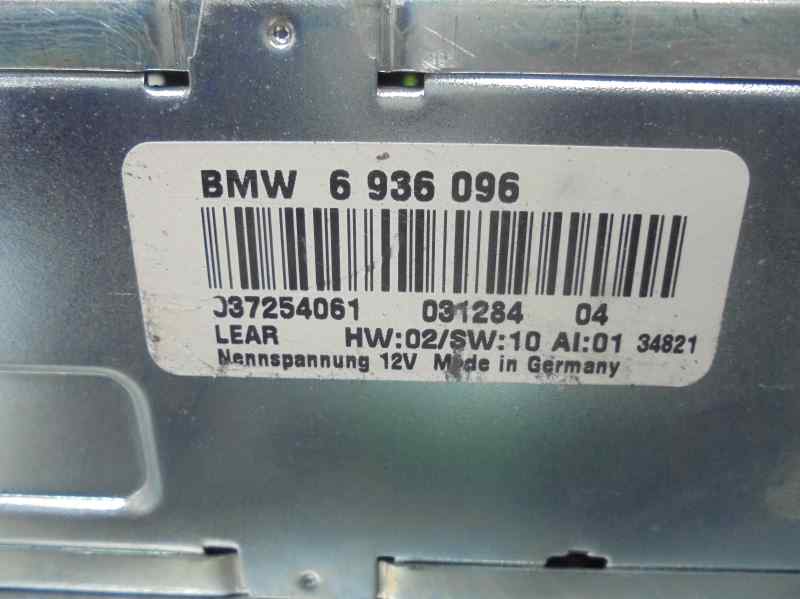 BMW 6 936 096
037254061 031284 04
LEAR HW:02/SW:10 AI:01 34821
Nennspannung 12V Made in Germany